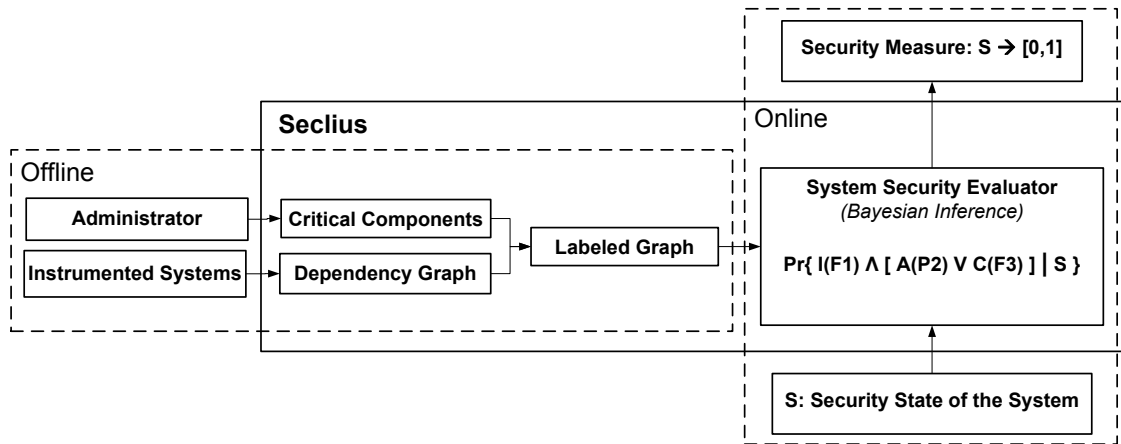 Security Measure: S → [0,1]
Seclius
Online
Offline
Administrator
Critical Components
Instrumented Systems
Dependency Graph
Labeled Graph
System Security Evaluator
(Bayesian Inference)
Pr{ I(F1) Λ [ A(P2) V C(F3) ] | S }
S: Security State of the System